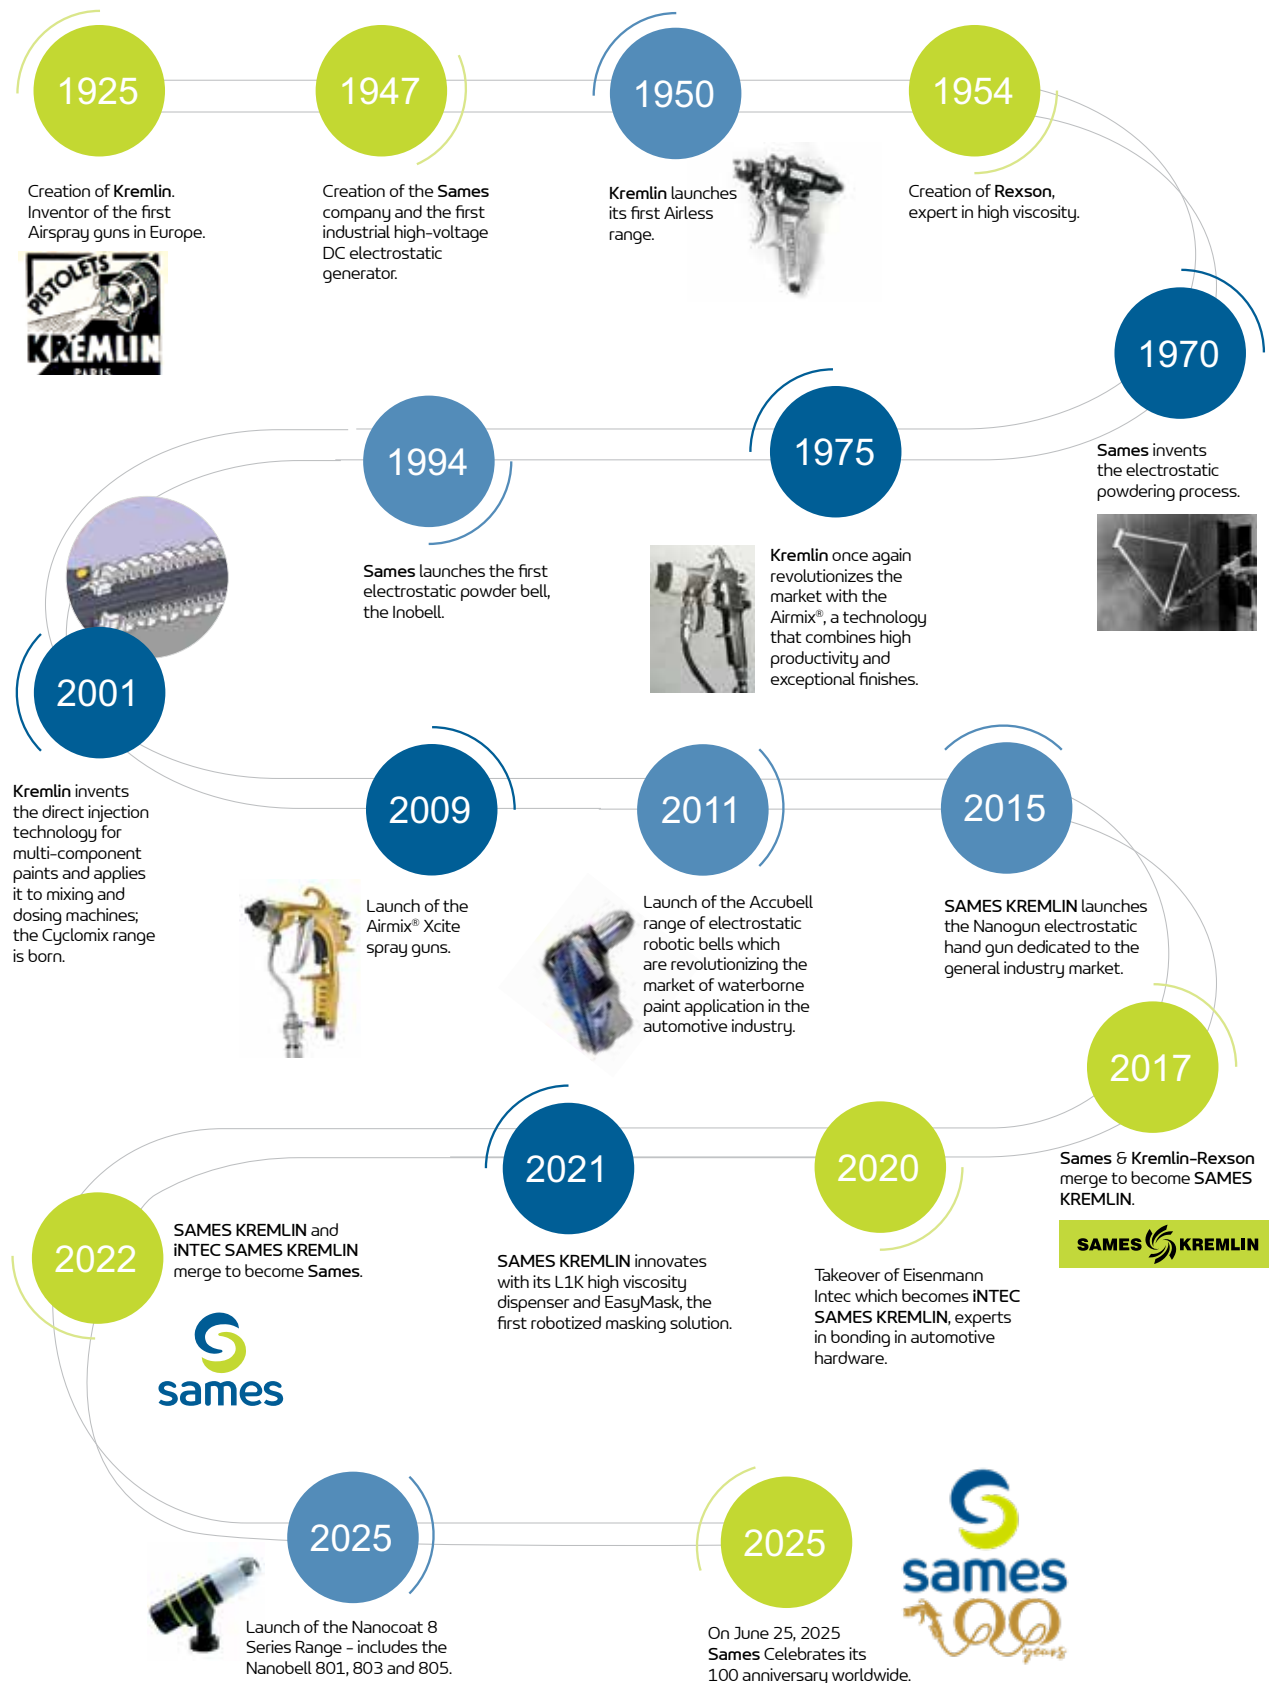 1925
Creation of Kremlin.
Inventor of the first
Airspray guns in Europe.
PISTOLETS
KREMLIN
PARIS
1947
Creation of the Sames
company and the first
industrial high-voltage
DC electrostatic
generator.
1950
Kremlin launches
its first Airless
range.
1954
Creation of Rexson,
expert in high viscosity.
1970
Sames invents
the electrostatic
powdering process.
1975
Kremlin once again
revolutionizes the
market with the
Airmix®, a technology
that combines high
productivity and
exceptional finishes.
1994
Sames launches the first
electrostatic powder bell,
the Inobell.
2001
Kremlin invents
the direct injection
technology for
multi-component
paints and applies
it to mixing and
dosing machines;
the Cyclomix range
is born.
2009
Launch of the
Airmix® Xcite
spray guns.
2011
Launch of the Accubell
range of electrostatic
robotic bells which
are revolutionizing the
market of waterborne
paint application in the
automotive industry.
2015
SAMES KREMLIN launches
the Nanogun electrostatic
hand gun dedicated to the
general industry market.
2017
Sames & Kremlin-Rexson
merge to become SAMES
KREMLIN.
SAMES KREMLIN
2020
Takeover of Eisenmann
Intec which becomes iNTEC
SAMES KREMLIN, experts
in bonding in automotive
hardware.
2021
SAMES KREMLIN innovates
with its L1K high viscosity
dispenser and EasyMask, the
first robotized masking solution.
2022
SAMES KREMLIN and
iNTEC SAMES KREMLIN
merge to become Sames.
sames
2025
Launch of the Nanocoat 8
Series Range - includes the
Nanobell 801, 803 and 805.
2025
On June 25, 2025
Sames Celebrates its
100 anniversary worldwide.
sames
100
years